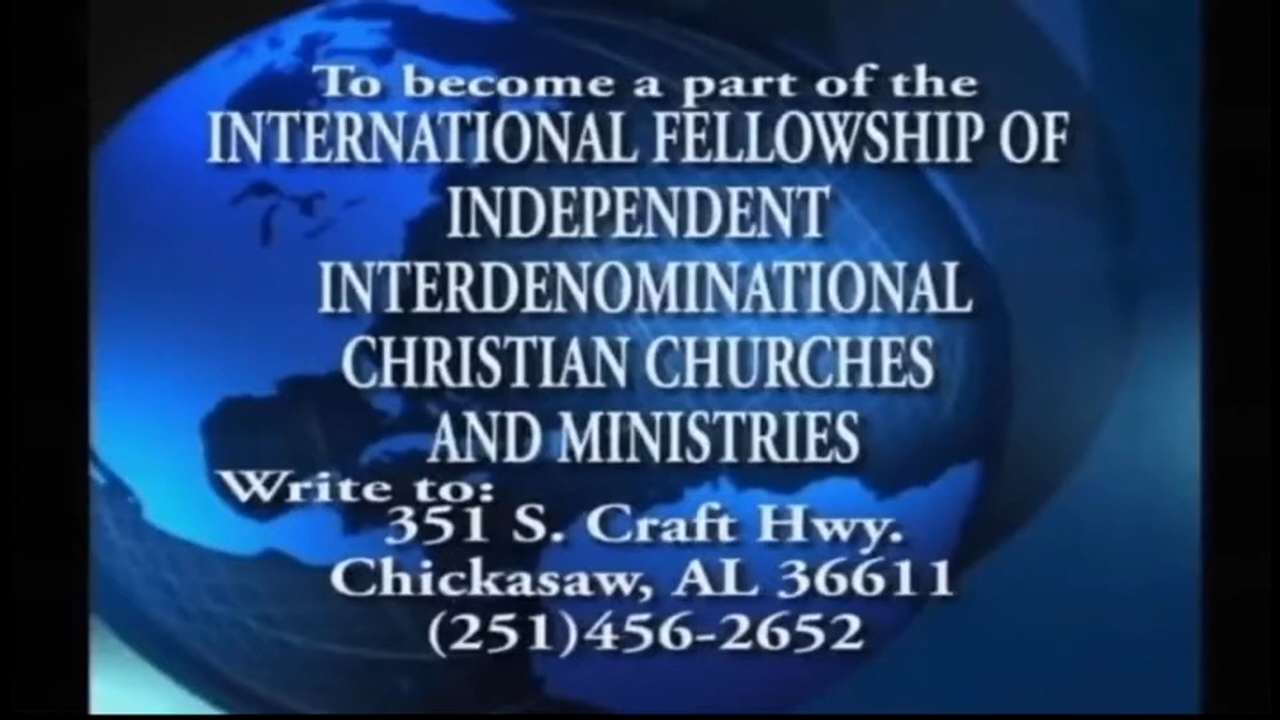 To become a part of the
INTERNATIONAL FELLOWSHIP OF
INDEPENDENT
INTERDENOMINATIONAL
CHRISTIAN CHURCHES
AND MINISTRIES
Write to:
351 S. Craft Hwy.
Chickasaw, AL 36611
(251)456-2652